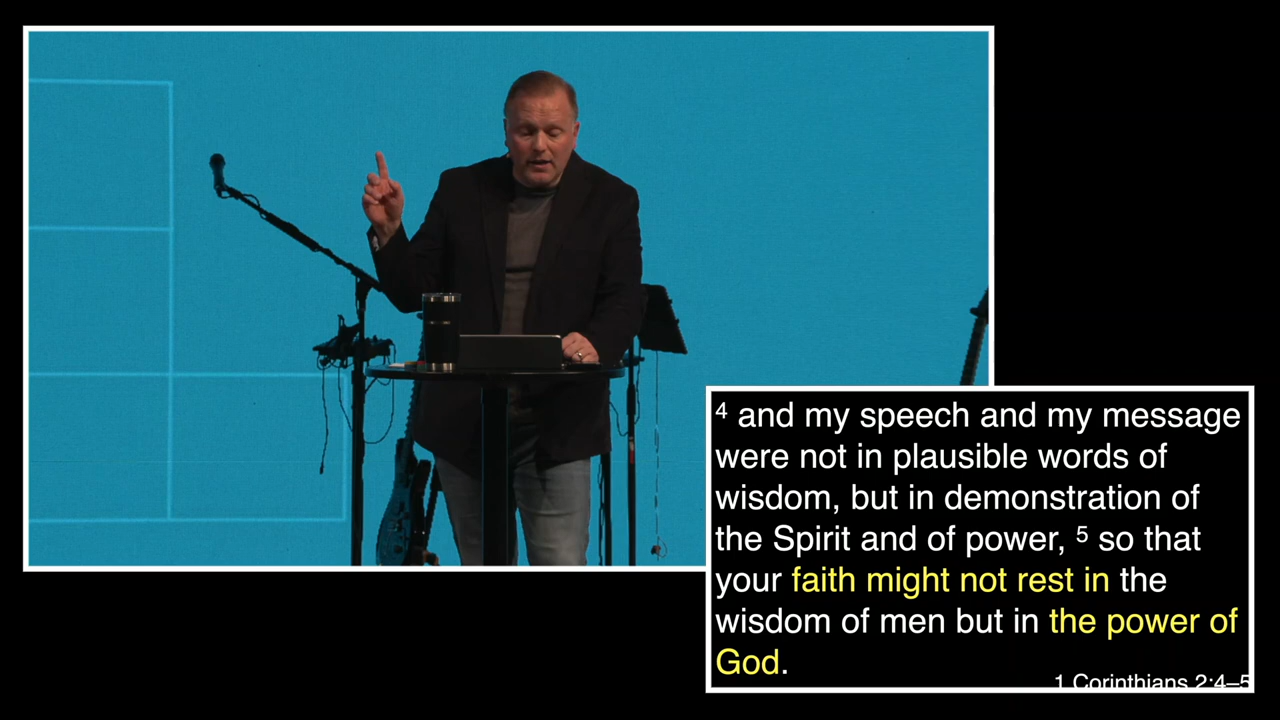 ⁴ and my speech and my message
were not in plausible words of
wisdom, but in demonstration of
the Spirit and of power, ⁵ so that
your faith might not rest in the
wisdom of men but in the power of
God.
1 Corinthians 2:4–5